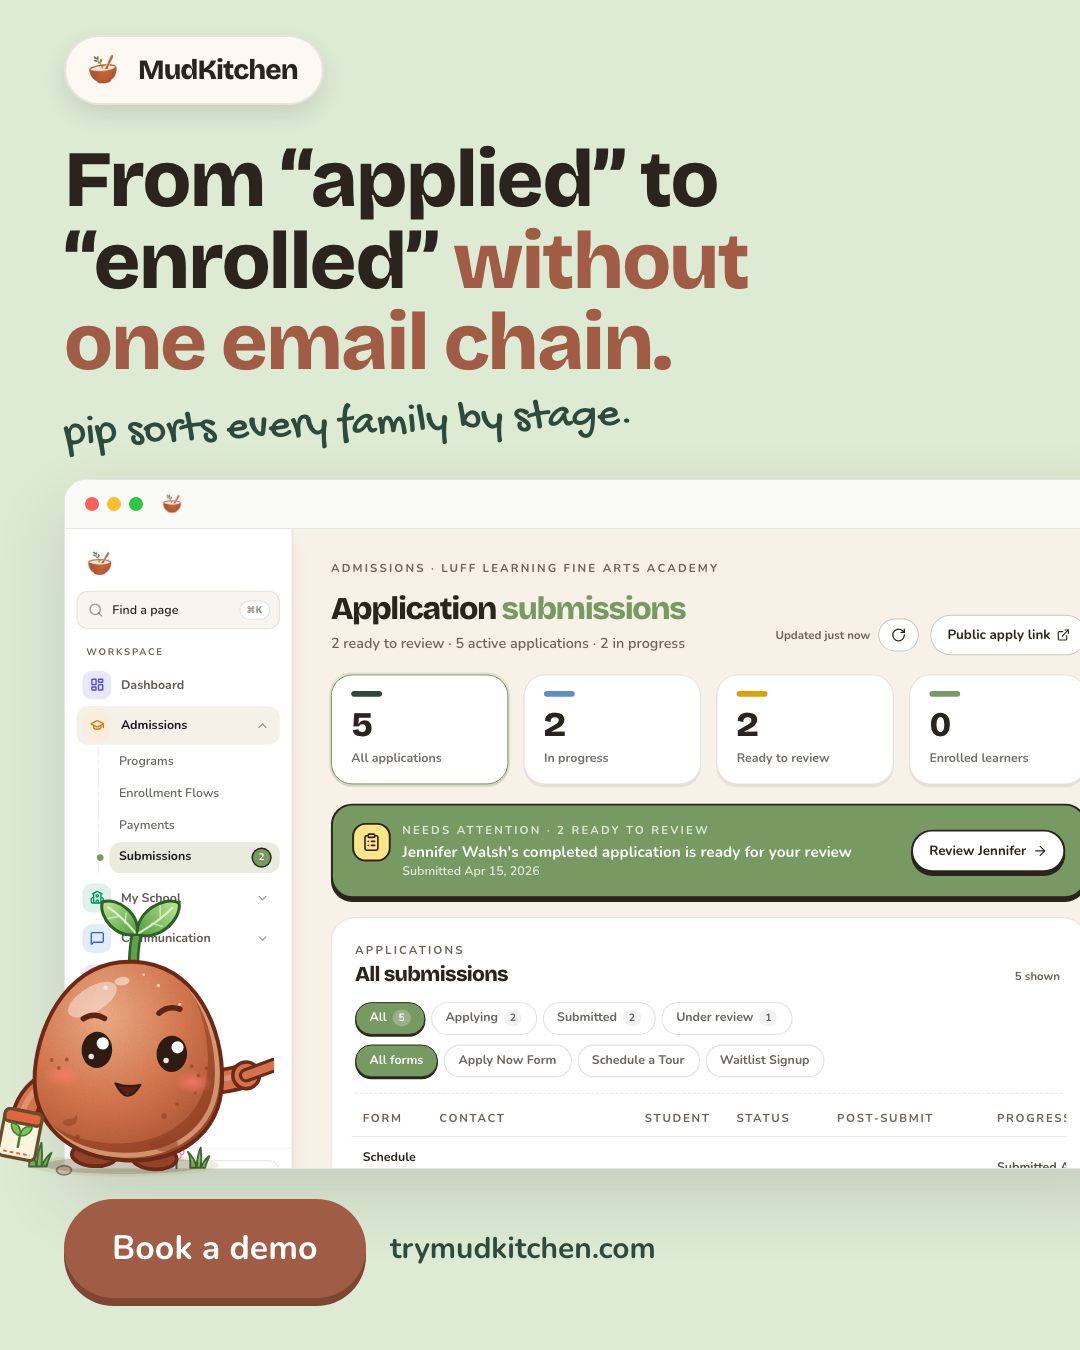 MudKitchen
From “applied” to
“enrolled” without
one email chain.
pip sorts every family by stage.
Find a page
⌘K
WORKSPACE
Dashboard
Admissions
Programs
Enrollment Flows
Payments
Submissions 2
My School
ADMISSIONS · LUFF LEARNING FINE ARTS ACADEMY
Application submissions
2 ready to review · 5 active applications · 2 in progress
Updated just now
Public apply link
5
All applications
2
In progress
2
Ready to review
0
Enrolled learners
NEEDS ATTENTION · 2 READY TO REVIEW
Jennifer Walsh's completed application is ready for your review
Submitted Apr 15, 2026
Review Jennifer
APPLICATIONS
All submissions
5 shown
All 5
Applying 2
Submitted 2
Under review 1
All forms
Apply Now Form
Schedule a Tour
Waitlist Signup
FORM CONTACT STUDENT STATUS POST-SUBMIT PROGRESS
Schedule
Submitted
Book a demo
trymudkitchen.com